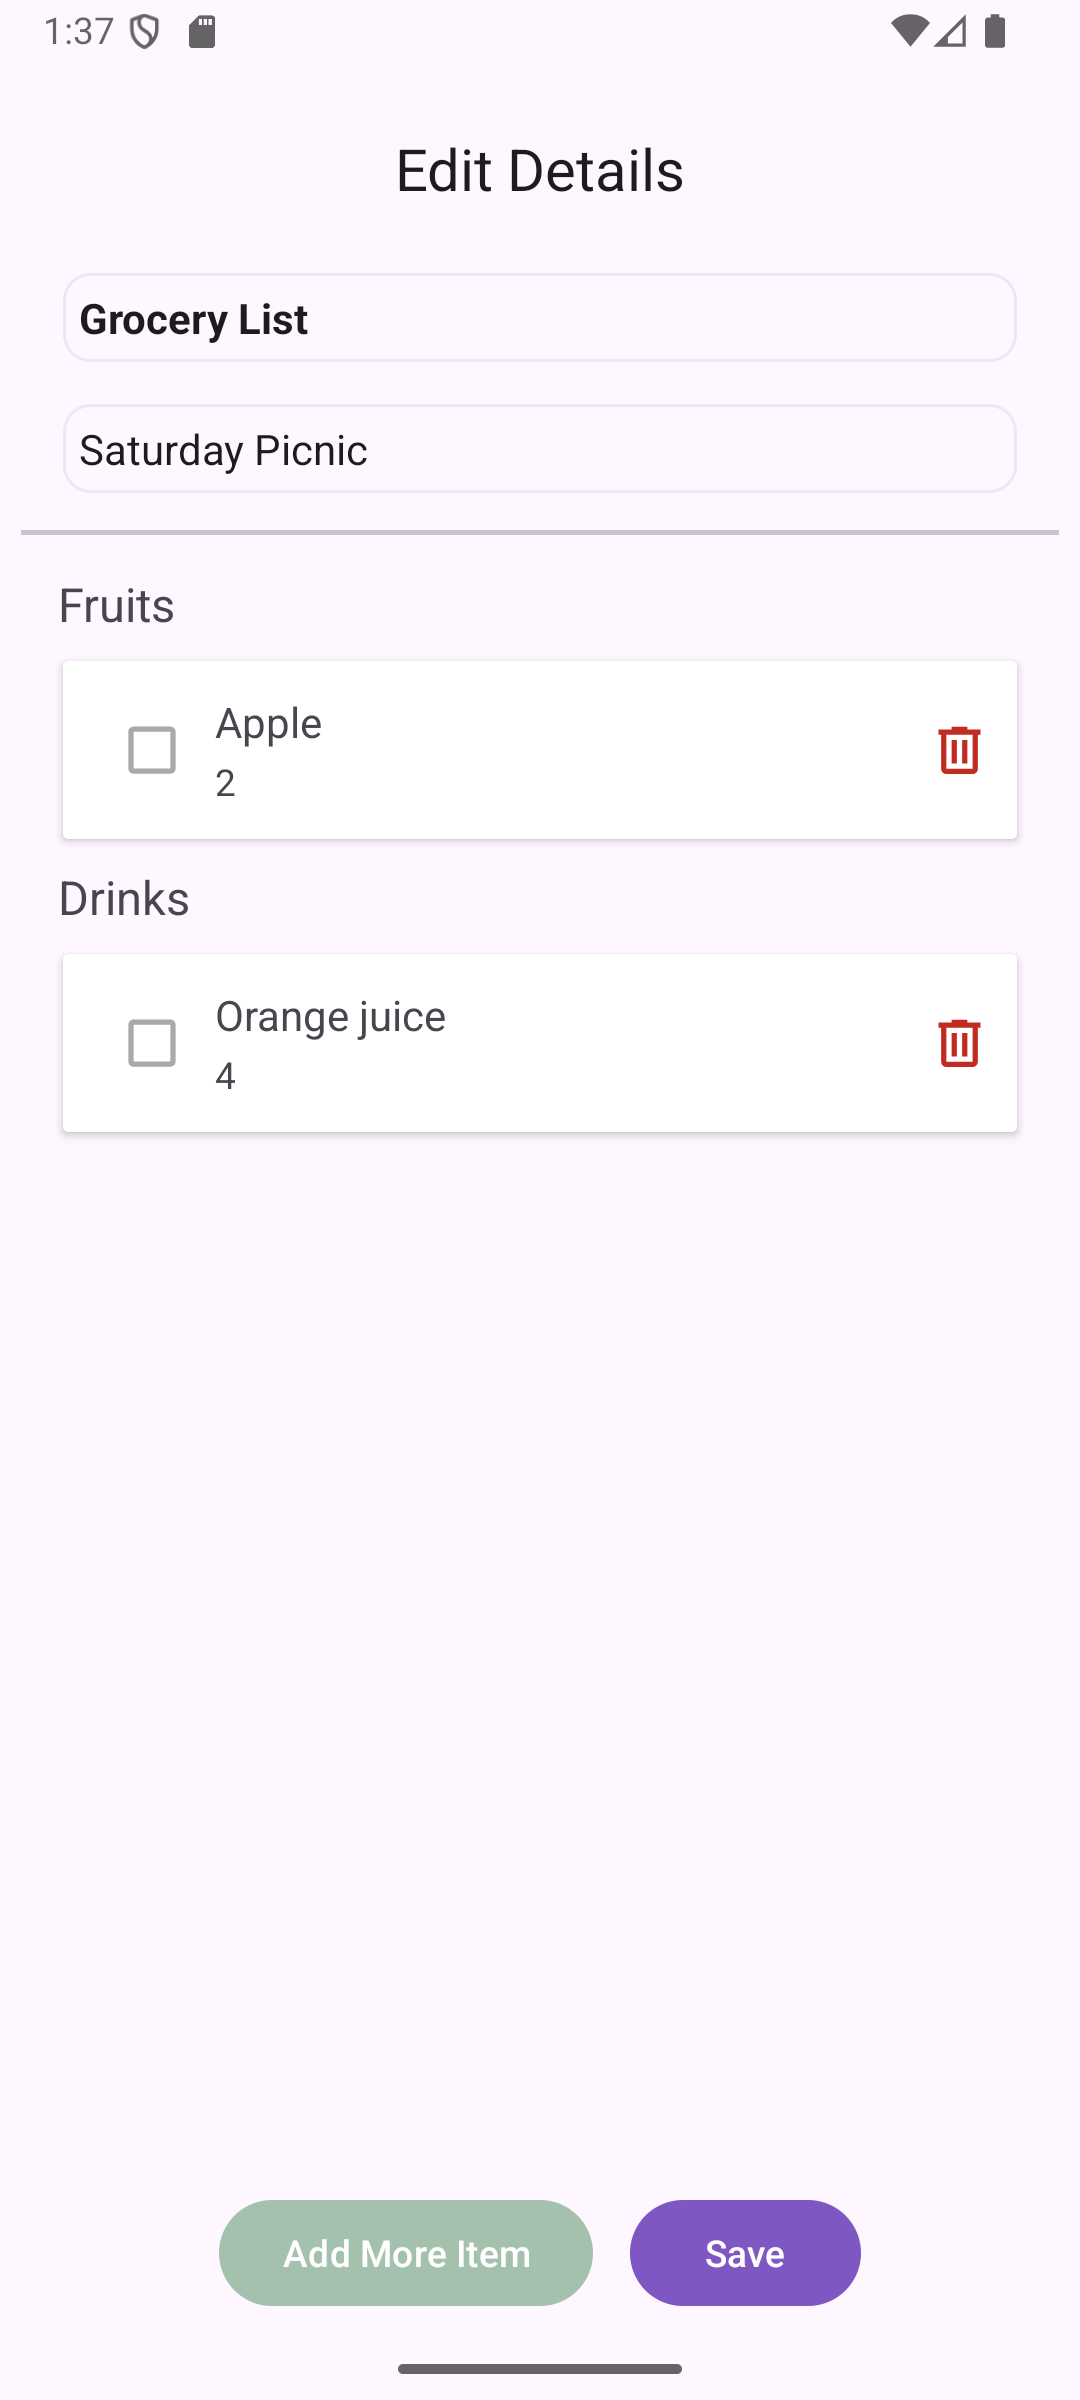 1:37
Edit Details
Grocery List
Saturday Picnic
Fruits
Apple
2
Drinks
Orange juice
4
Add More Item
Save